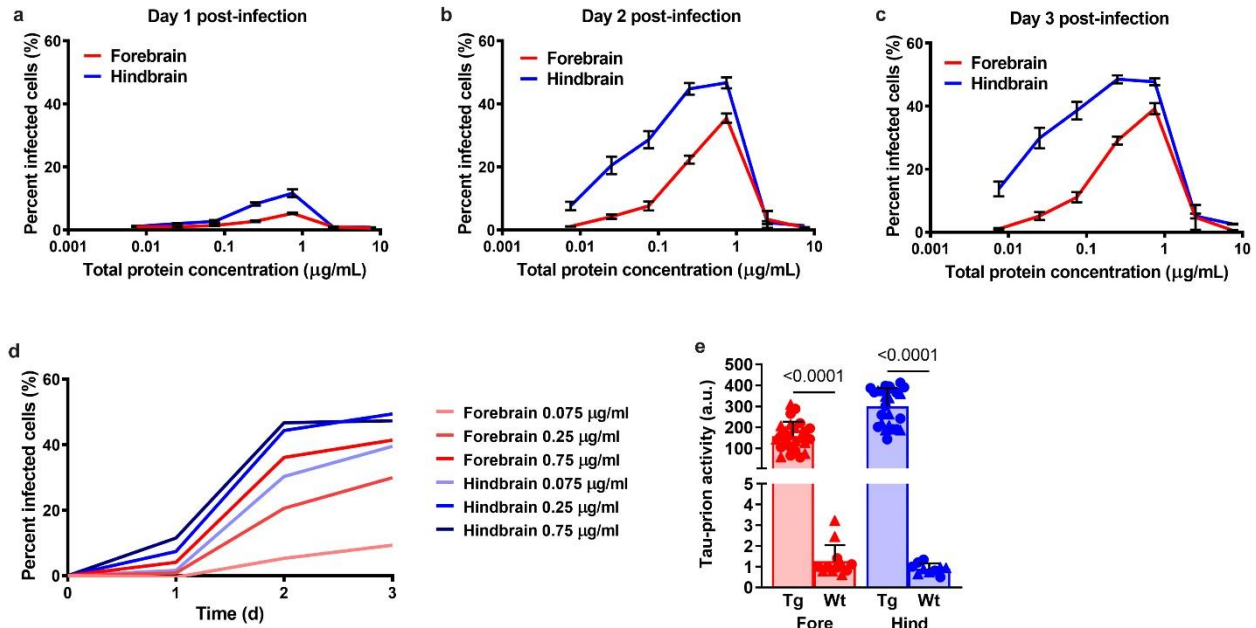 a
Day 1 post-infection
Percent infected cells (%)
60
40
20
0
0.001
0.01
0.1
1
10
Forebrain
Hindbrain
Total protein concentration (μg/mL)
b
Day 2 post-infection
Percent infected cells (%)
60
40
20
0
0.001
0.01
0.1
1
10
Forebrain
Hindbrain
Total protein concentration (μg/mL)
c
Day 3 post-infection
Percent infected cells (%)
60
40
20
0
0.001
0.01
0.1
1
10
Forebrain
Hindbrain
Total protein concentration (μg/mL)
d
Percent infected cells (%)
60
40
20
0
0
1
2
3
Time (d)
Forebrain 0.075 μg/ml
Forebrain 0.25 μg/ml
Forebrain 0.75 μg/ml
Hindbrain 0.075 μg/ml
Hindbrain 0.25 μg/ml
Hindbrain 0.75 μg/ml
e
Tau-prion activity (a.u.)
500
400
300
200
100
5
4
3
2
1
0
<0.0001
<0.0001
Tg Wt Tg Wt
Fore Hind